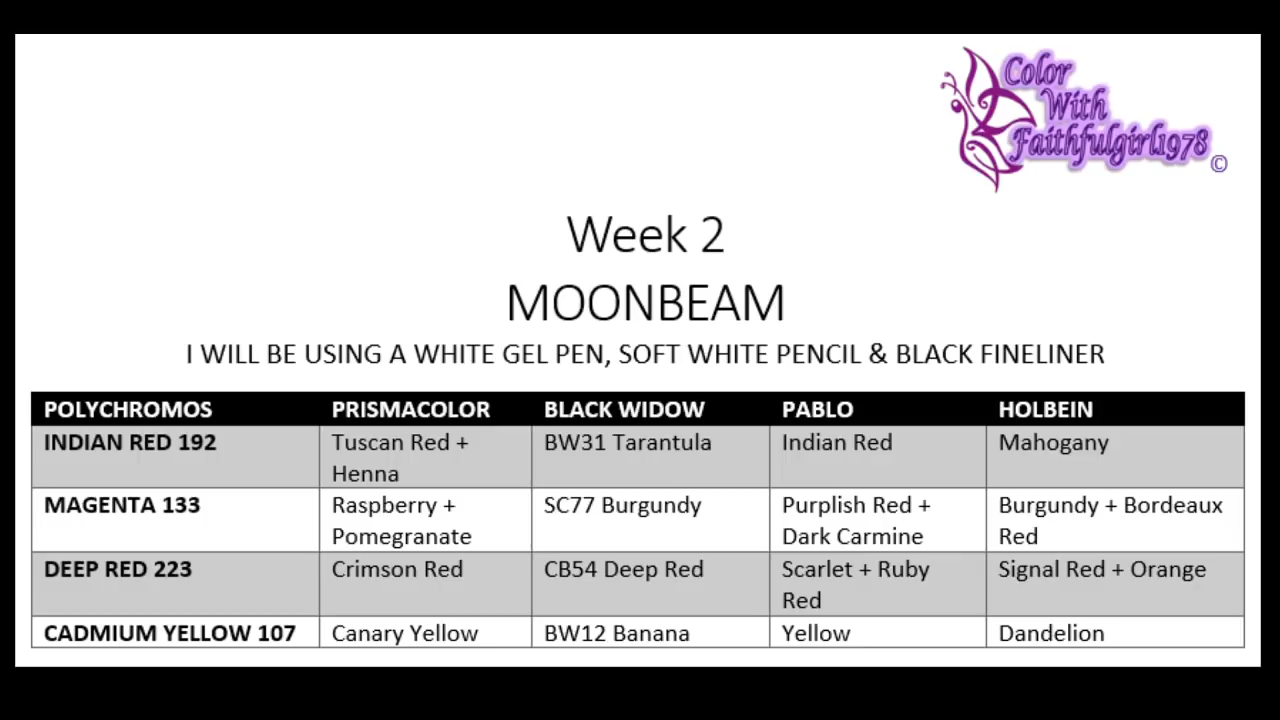 Color
With
Faithfulgirl1978
©
Week 2
MOONBEAM
I WILL BE USING A WHITE GEL PEN, SOFT WHITE PENCIL & BLACK FINELINER
POLYCHROMOS PRISMACOLOR BLACK WIDOW PABLO HOLBEIN
INDIAN RED 192 Tuscan Red + BW31 Tarantula Indian Red Mahogany
Henna
MAGENTA 133 Raspberry + SC77 Burgundy Purplish Red + Burgundy + Bordeaux
Pomegranate Dark Carmine Red
DEEP RED 223 Crimson Red CB54 Deep Red Scarlet + Ruby Signal Red + Orange
Red
CADMIUM YELLOW 107 Canary Yellow BW12 Banana Yellow Dandelion